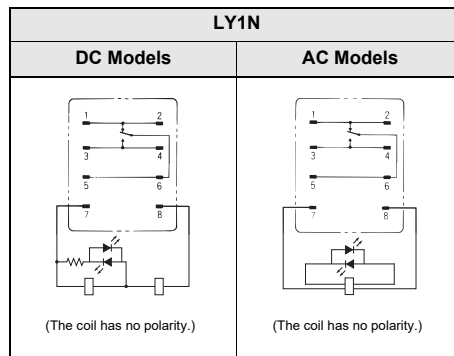 LY1N
DC Models AC Models
1 2
3 4
5 6
7 8
(The coil has no polarity.)
1 2
3 4
5 6
7 8
(The coil has no polarity.)